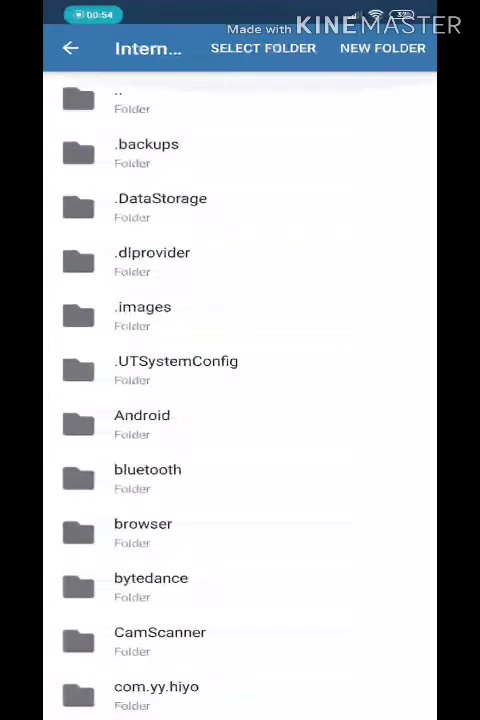 00:54
32
Made with KINEMASTER
Intern... SELECT FOLDER NEW FOLDER
..
Folder
.backups
Folder
.DataStorage
Folder
.dlprovider
Folder
.images
Folder
.UTSystemConfig
Folder
Android
Folder
bluetooth
Folder
browser
Folder
bytedance
Folder
CamScanner
Folder
com.yy.hiyo
Folder